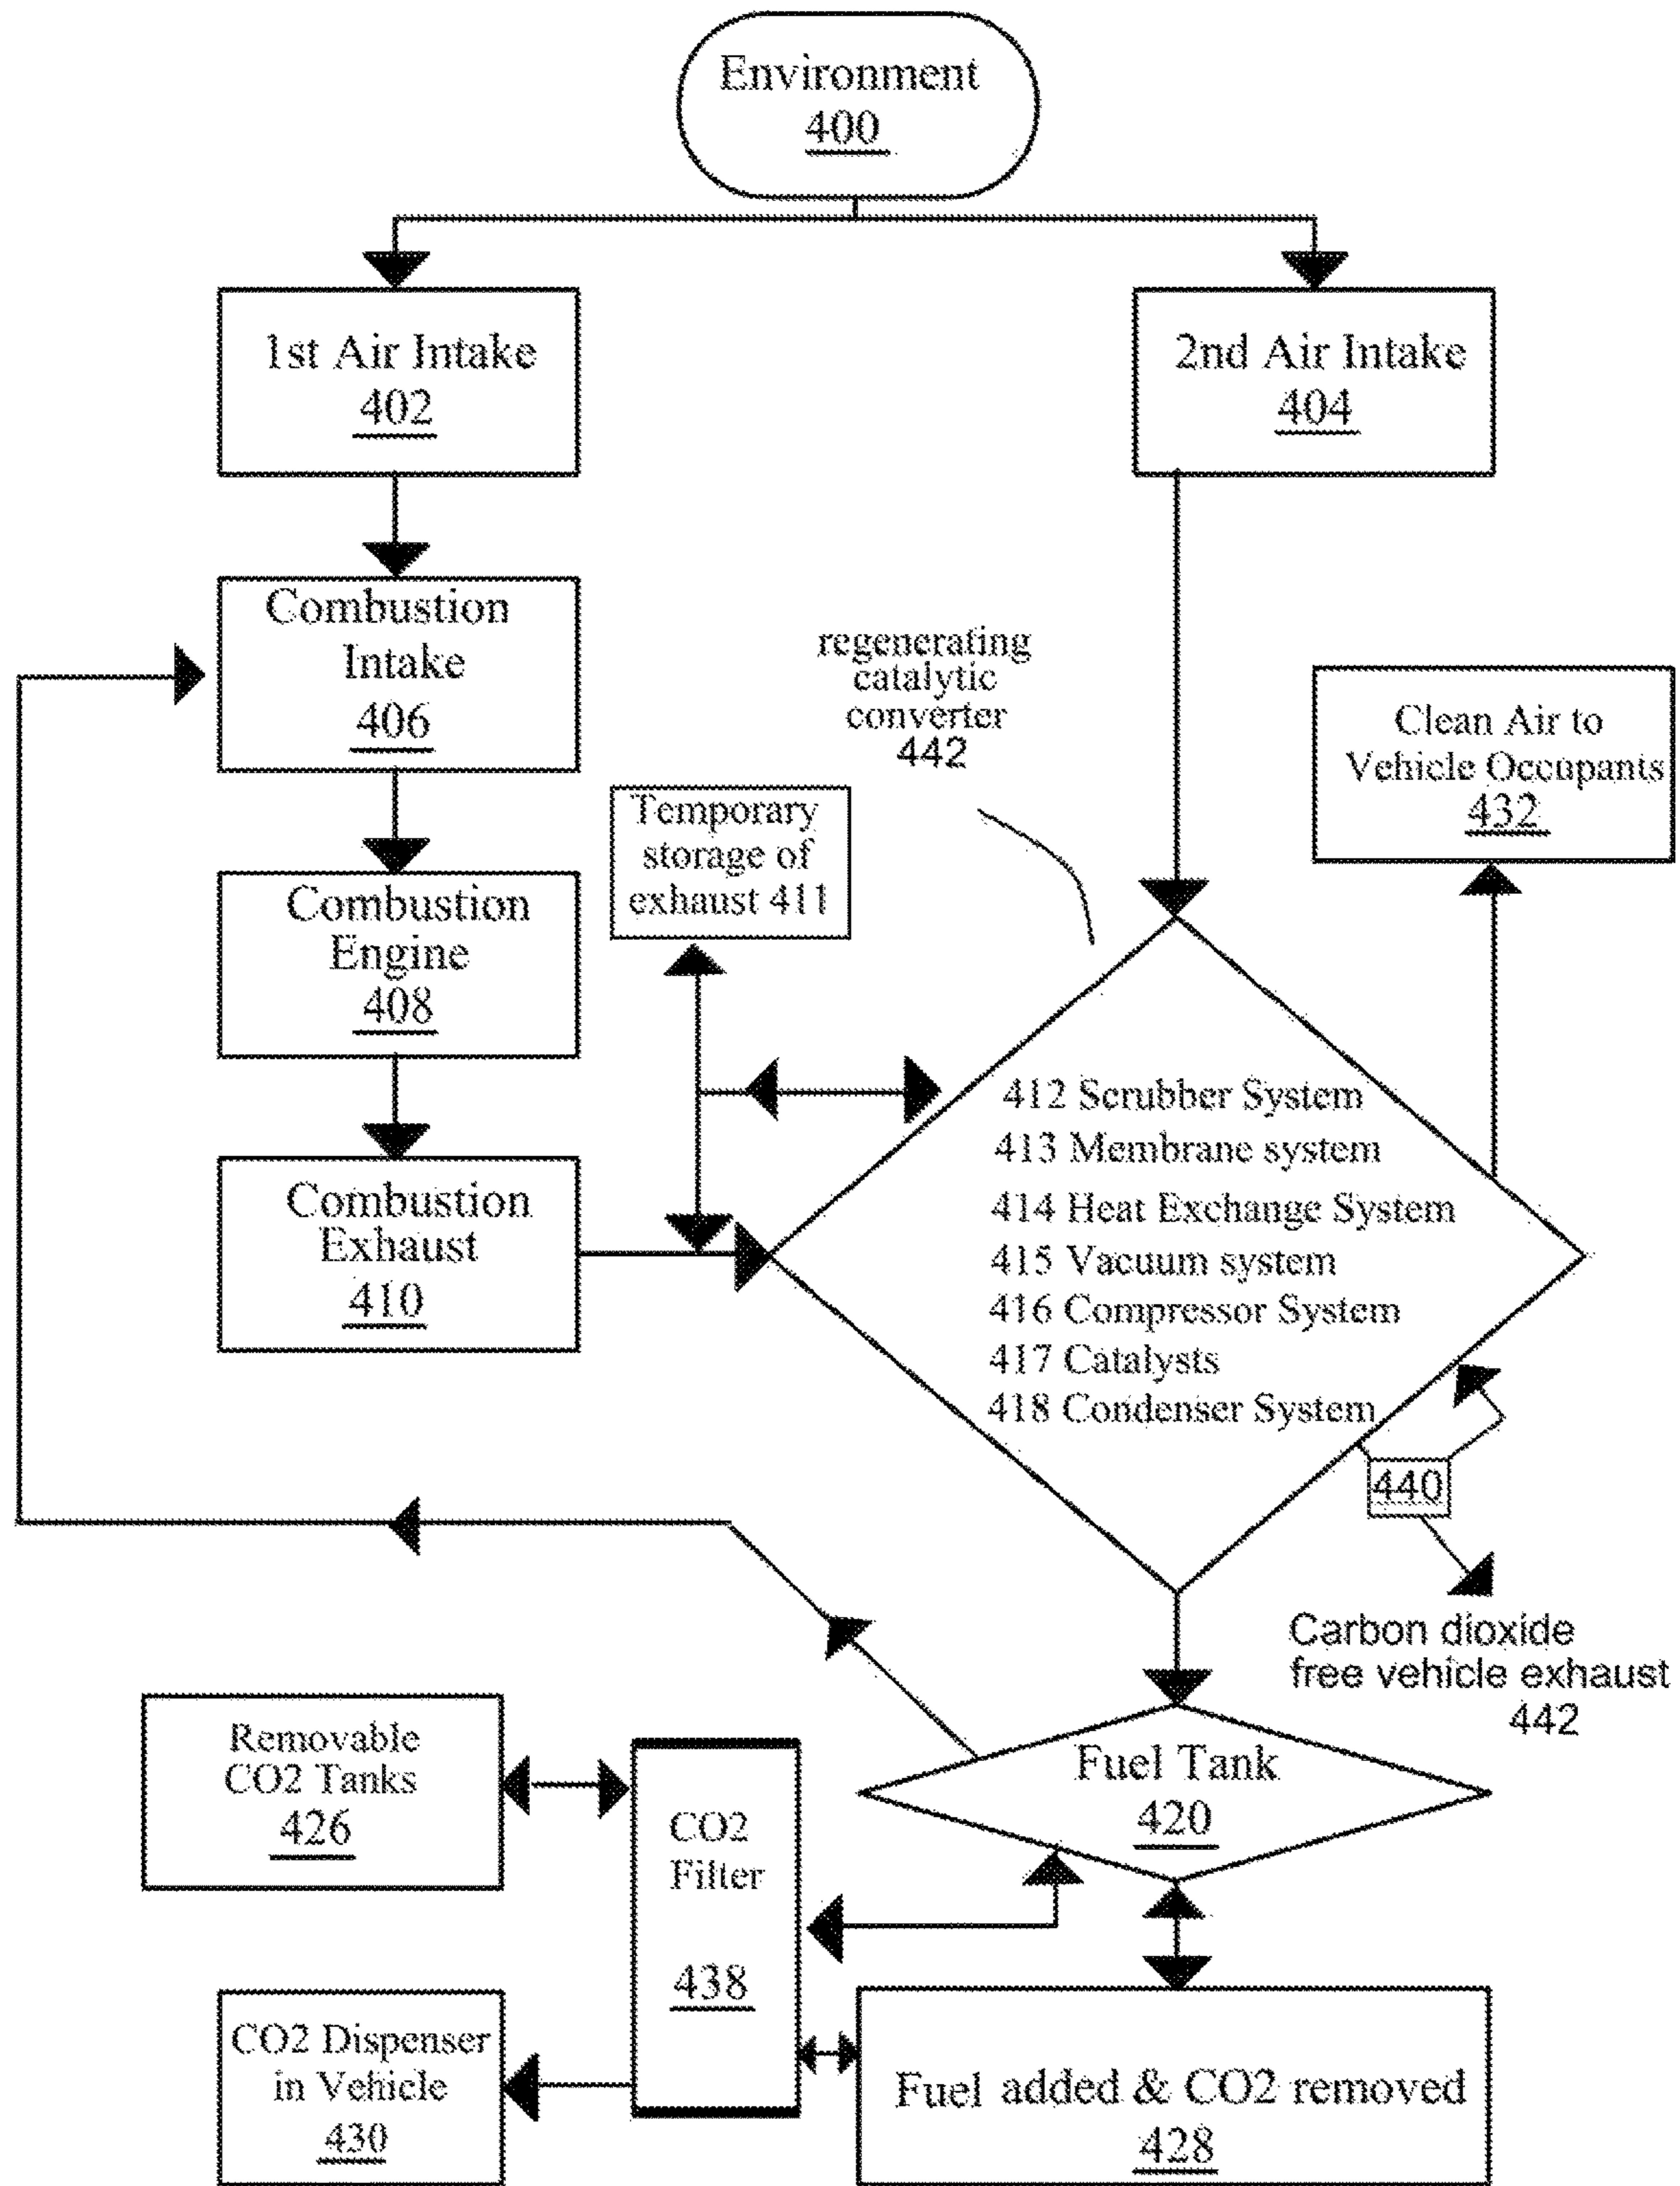 Environment
400
1st Air Intake
402
2nd Air Intake
404
Combustion
Intake
406
regenerating
catalytic
converter
442
Clean Air to
Vehicle Occupants
432
Temporary
storage of
exhaust 411
Combustion
Engine
408
412 Scrubber System
413 Membrane system
414 Heat Exchange System
415 Vacuum system
416 Compressor System
417 Catalysts
418 Condenser System
Combustion
Exhaust
410
440
Carbon dioxide
free vehicle exhaust
442
Fuel Tank
420
Removable
CO2 Tanks
426
CO2
Filter
438
CO2 Dispenser
in Vehicle
430
Fuel added & CO2 removed
428